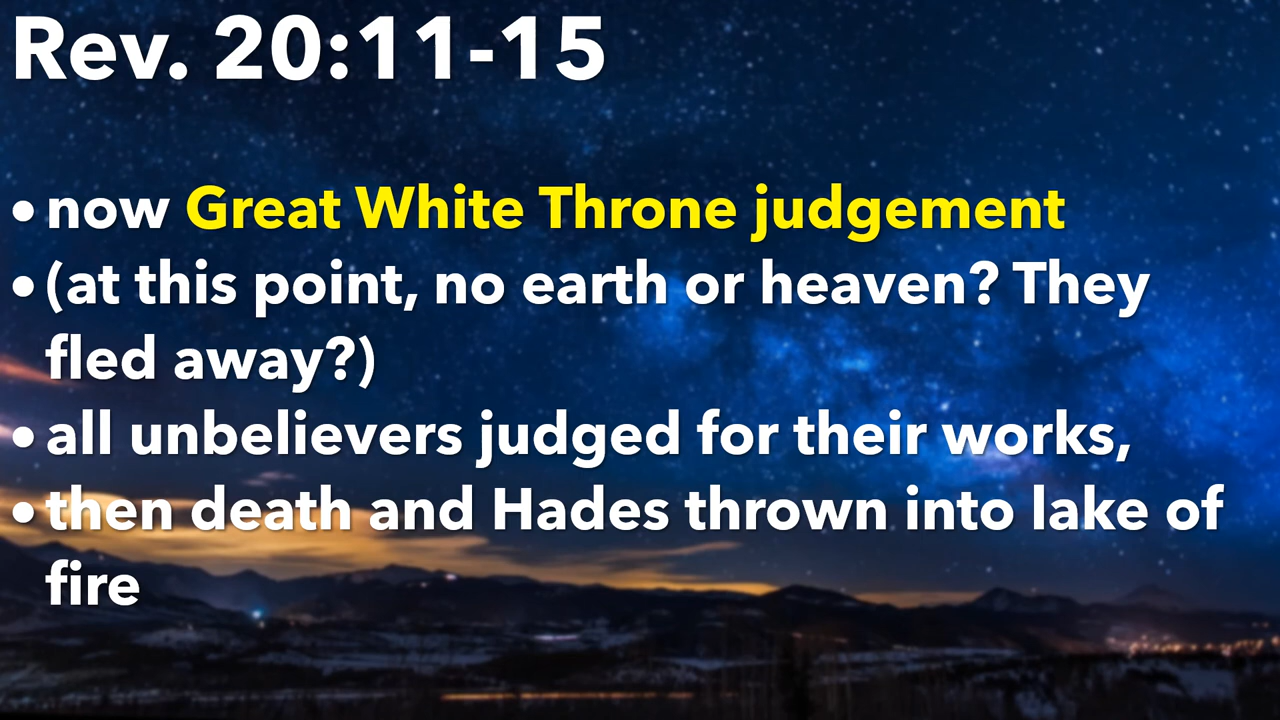 Rev. 20:11-15
• now Great White Throne judgement
• (at this point, no earth or heaven? They
fled away?)
• all unbelievers judged for their works,
• then death and Hades thrown into lake of
fire